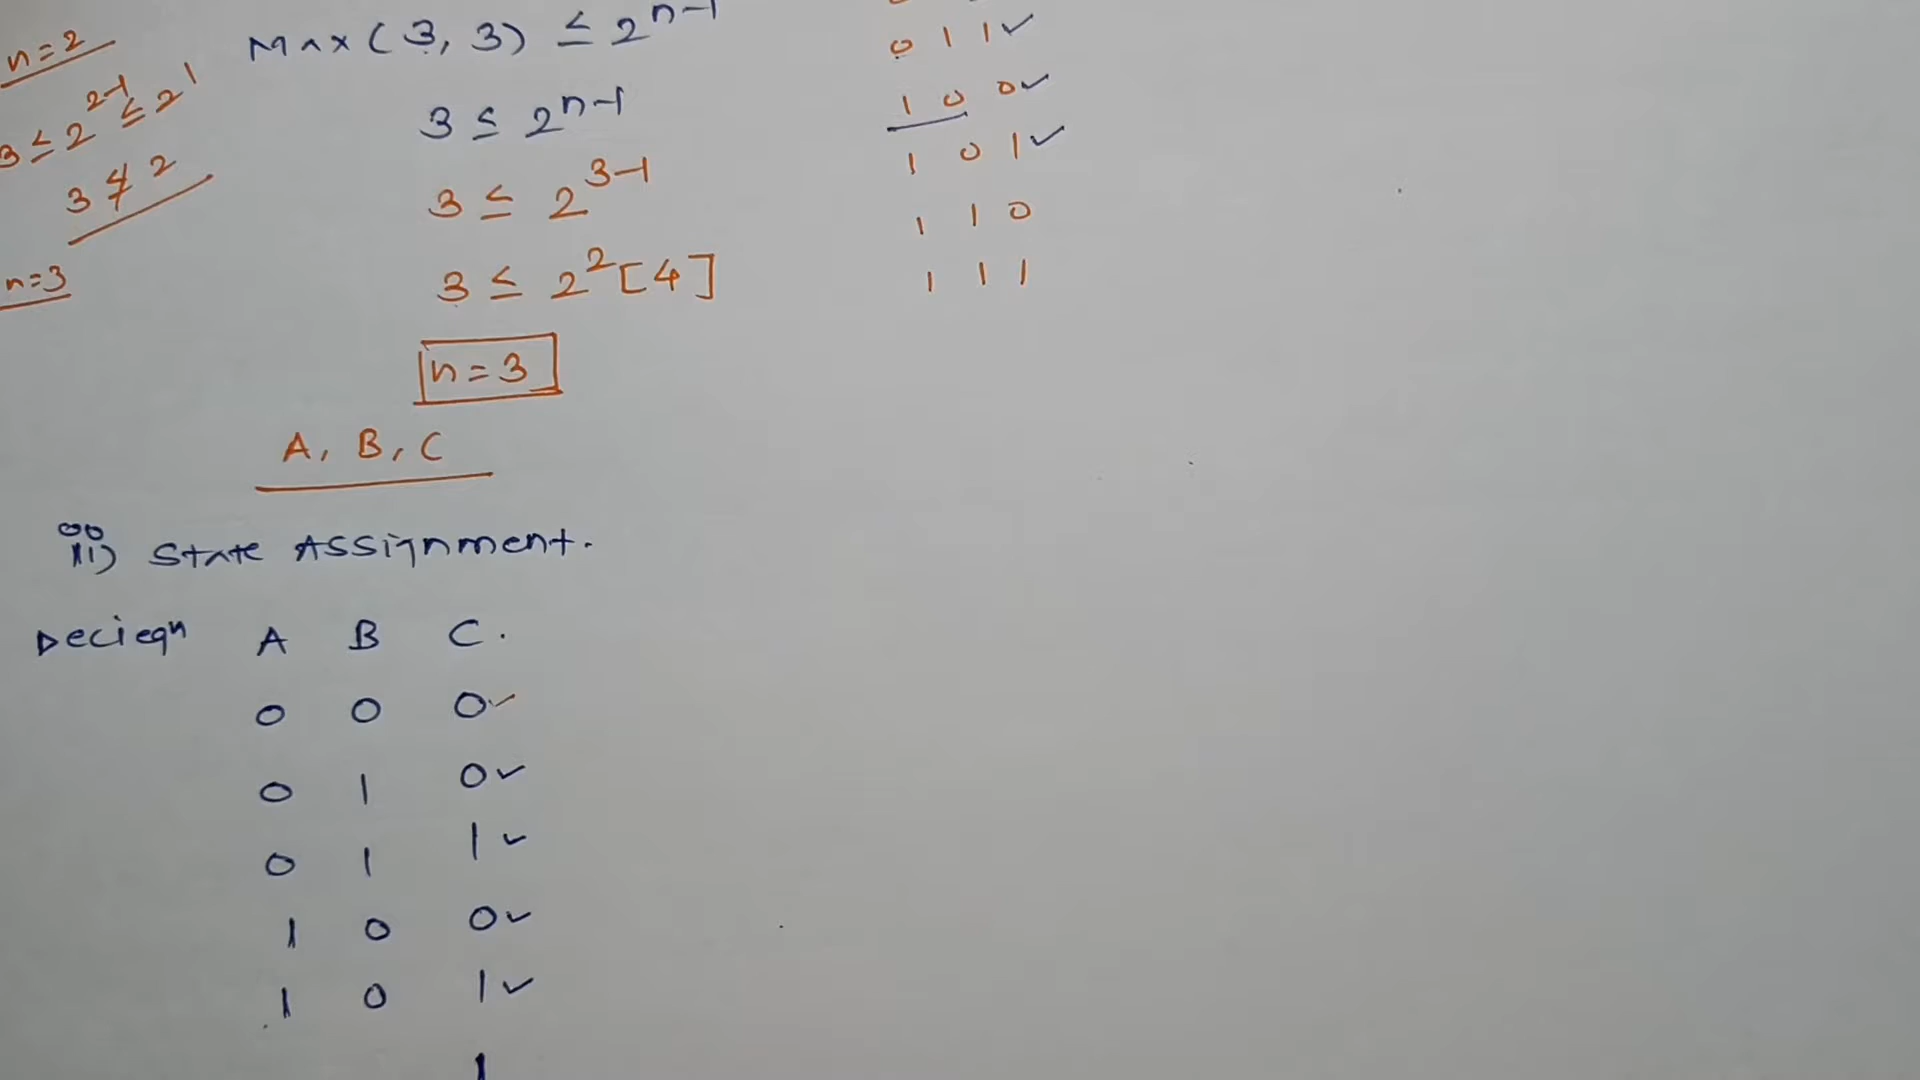 n=2
3 ≤ 2^{2-1} ≤ 2^1
3 ≰ 2
n=3
Max(3, 3) ≤ 2^{n-1}
3 ≤ 2^{n-1}
3 ≤ 2^{3-1}
3 ≤ 2^2 [4]
n=3
A, B, C
0 1 1 ✓
1 0 0 ✓
1 0 1 ✓
1 1 0
1 1 1
iii) State Assignment.
A B C.
0 0 0 ✓
0 1 0 ✓
0 1 1 ✓
1 0 0 ✓
1 0 1 ✓